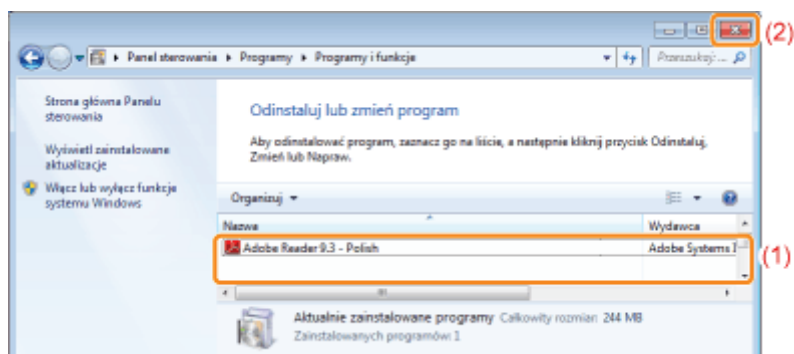 (2)
Panel sterowania ▸ Programy ▸ Programy i funkcje
Przeszukaj: ...
Strona główna Panelu
sterowania
Wyświetl zainstalowane
aktualizacje
Włącz lub wyłącz funkcje
systemu Windows
Odinstaluj lub zmień program
Aby odinstalować program, zaznacz go na liście, a następnie kliknij przycisk Odinstaluj,
Zmień lub Napraw.
Organizuj
Nazwa Wydawca
Adobe Reader 9.3 - Polish Adobe Systems I
(1)
Aktualnie zainstalowane programy Całkowity rozmiar: 244 MB
Zainstalowanych programów: 1